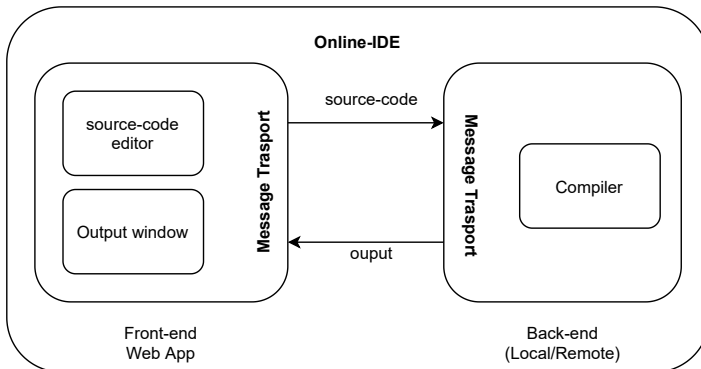 Online-IDE
source-code
editor
Output window
Message Trasport
source-code
ouput
Message Trasport
Compiler
Front-end
Web App
Back-end
(Local/Remote)